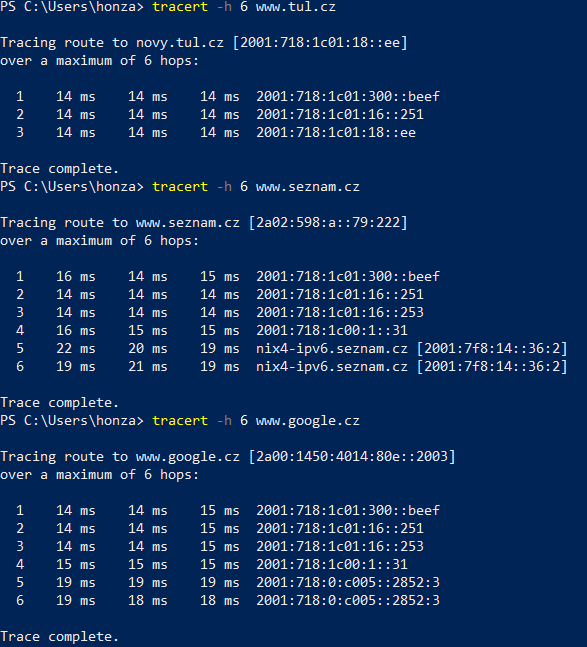 PS C:\Users\honza> tracert -h 6 www.tul.cz
Tracing route to novy.tul.cz [2001:718:1c01:18::ee]
over a maximum of 6 hops:
1 14 ms 14 ms 14 ms 2001:718:1c01:300::beef
2 14 ms 14 ms 14 ms 2001:718:1c01:16::251
3 14 ms 14 ms 14 ms 2001:718:1c01:18::ee
Trace complete.
PS C:\Users\honza> tracert -h 6 www.seznam.cz
Tracing route to www.seznam.cz [2a02:598:a::79:222]
over a maximum of 6 hops:
1 16 ms 14 ms 15 ms 2001:718:1c01:300::beef
2 14 ms 14 ms 14 ms 2001:718:1c01:16::251
3 14 ms 14 ms 14 ms 2001:718:1c01:16::253
4 16 ms 15 ms 15 ms 2001:718:1c00:1::31
5 22 ms 20 ms 19 ms nix4-ipv6.seznam.cz [2001:7f8:14::36:2]
6 19 ms 21 ms 19 ms nix4-ipv6.seznam.cz [2001:7f8:14::36:2]
Trace complete.
PS C:\Users\honza> tracert -h 6 www.google.cz
Tracing route to www.google.cz [2a00:1450:4014:80e::2003]
over a maximum of 6 hops:
1 14 ms 14 ms 15 ms 2001:718:1c01:300::beef
2 14 ms 14 ms 15 ms 2001:718:1c01:16::251
3 14 ms 14 ms 15 ms 2001:718:1c01:16::253
4 15 ms 15 ms 15 ms 2001:718:1c00:1::31
5 19 ms 19 ms 19 ms 2001:718:0:c005::2852:3
6 19 ms 18 ms 18 ms 2001:718:0:c005::2852:3
Trace complete.